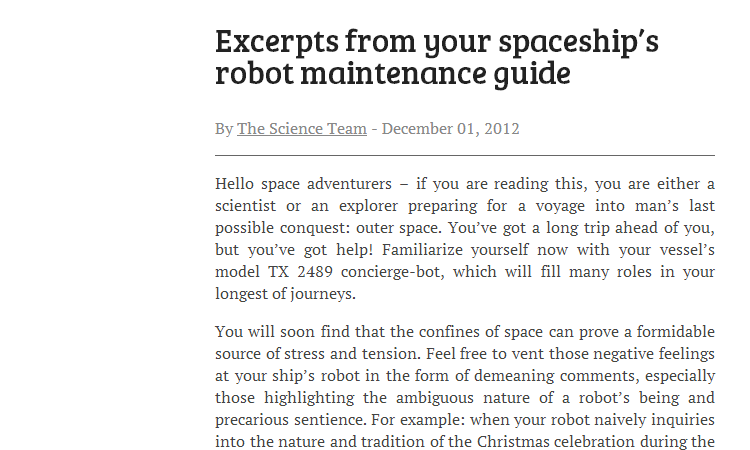 Excerpts from your spaceship's
robot maintenance guide
By The Science Team - December 01, 2012
Hello space adventurers – if you are reading this, you are either a
scientist or an explorer preparing for a voyage into man's last
possible conquest: outer space. You've got a long trip ahead of you,
but you've got help! Familiarize yourself now with your vessel's
model TX 2489 concierge-bot, which will fill many roles in your
longest of journeys.
You will soon find that the confines of space can prove a formidable
source of stress and tension. Feel free to vent those negative feelings
at your ship's robot in the form of demeaning comments, especially
those highlighting the ambiguous nature of a robot's being and
precarious sentience. For example: when your robot naively inquiries
into the nature and tradition of the Christmas celebration during the